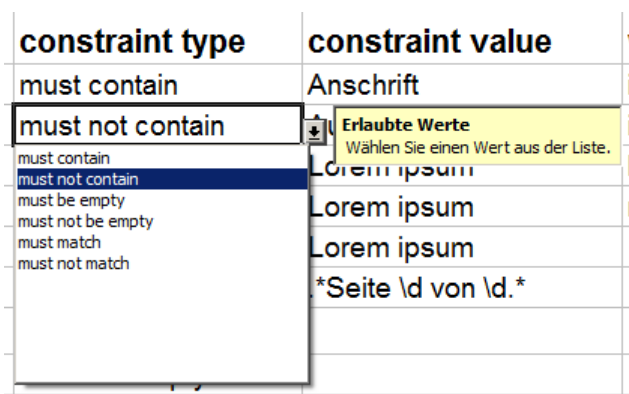 constraint type constraint value
must contain Anschrift
must not contain
Erlaubte Werte
Wählen Sie einen Wert aus der Liste.
must contain
must not contain
must be empty
must not be empty
must match
must not match
Lorem ipsum
Lorem ipsum
Lorem ipsum
.*Seite \d von \d.*